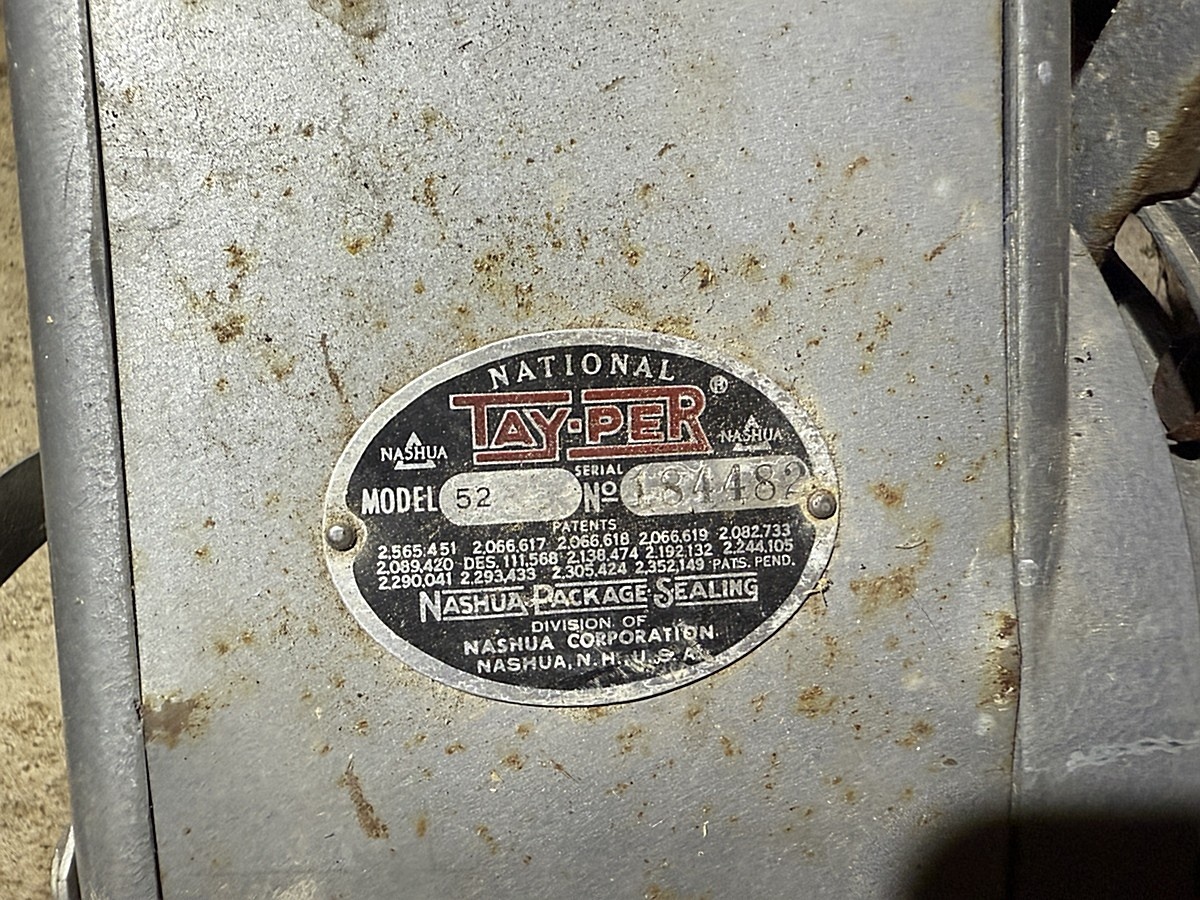 NATIONAL
TAY-PER ®
NASHUA NASHUA
MODEL 52 SERIAL No 184482
PATENTS
2,565,451 2,066,617 2,066,618 2,066,619 2,082,733
2,089,420 DES. 111,568 2,138,474 2,192,132 2,244,105
2,290,041 2,293,433 2,305,424 2,352,149 PATS. PEND.
NASHUA PACKAGE SEALING
DIVISION OF
NASHUA CORPORATION
NASHUA, N.H. U.S.A.